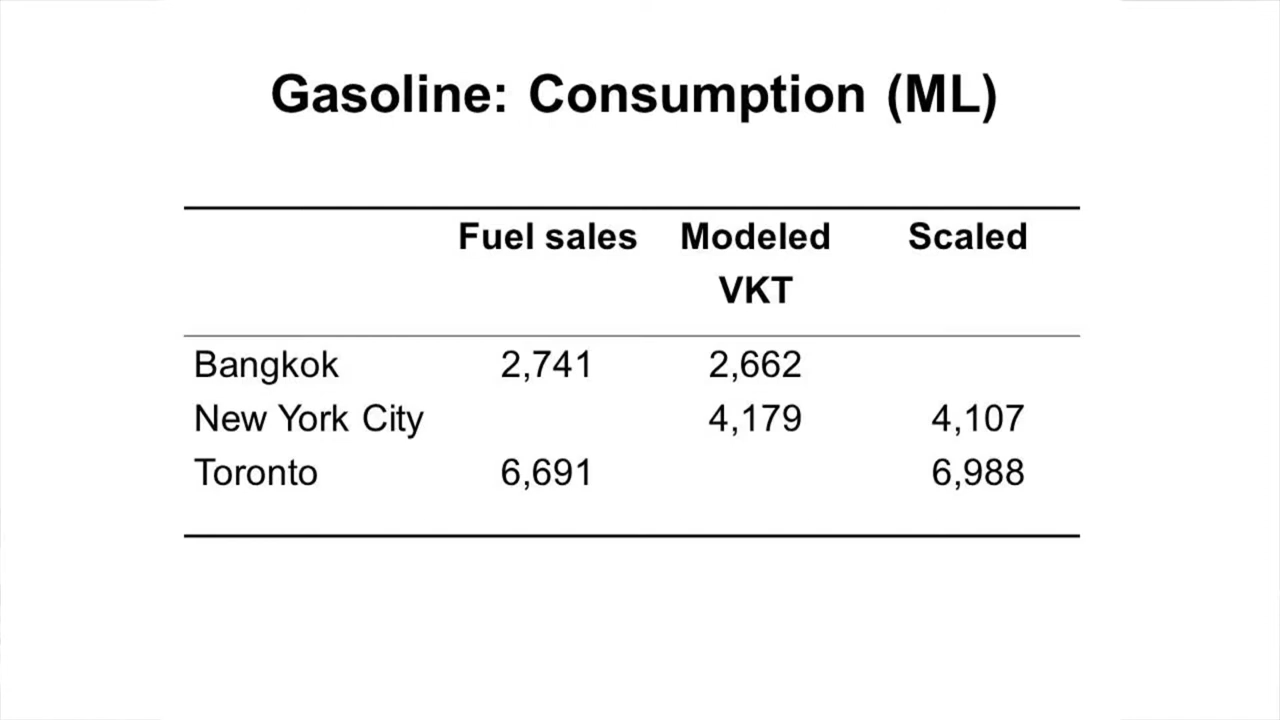 Gasoline: Consumption (ML)
Fuel sales Modeled Scaled
VKT
Bangkok 2,741 2,662
New York City 4,179 4,107
Toronto 6,691 6,988